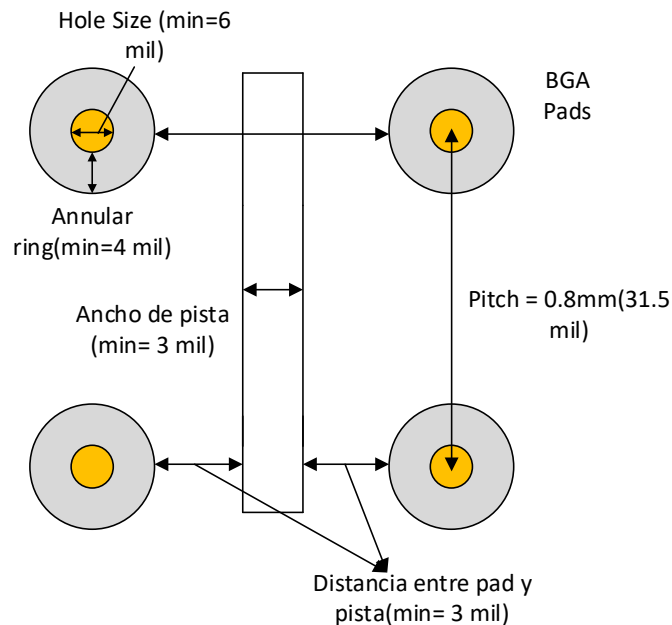 Hole Size (min=6
mil)
BGA
Pads
Annular
ring(min=4 mil)
Ancho de pista
(min= 3 mil)
Pitch = 0.8mm(31.5
mil)
Distancia entre pad y
pista(min= 3 mil)